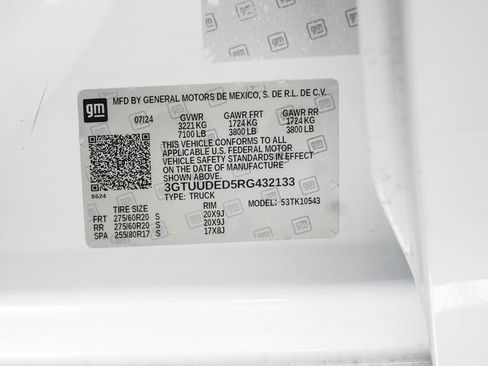 gm MFD BY GENERAL MOTORS DE MEXICO, S. DE R.L. DE C.V.
07/24 GVWR GAWR FRT GAWR RR
3221 KG 1724 KG 1724 KG
7100 LB 3800 LB 3800 LB
THIS VEHICLE CONFORMS TO ALL
APPLICABLE U.S. FEDERAL MOTOR
VEHICLE SAFETY STANDARDS IN EFFECT
ON THE DATE OF MANUFACTURE
SHOWN ABOVE.
8624 3GTUUDED5RG432133
TYPE: TRUCK
TIRE SIZE RIM MODEL: 53TK10543
FRT 275/60R20 S 20X9J
RR 275/60R20 S 20X9J
SPA 255/80R17 S 17X8J